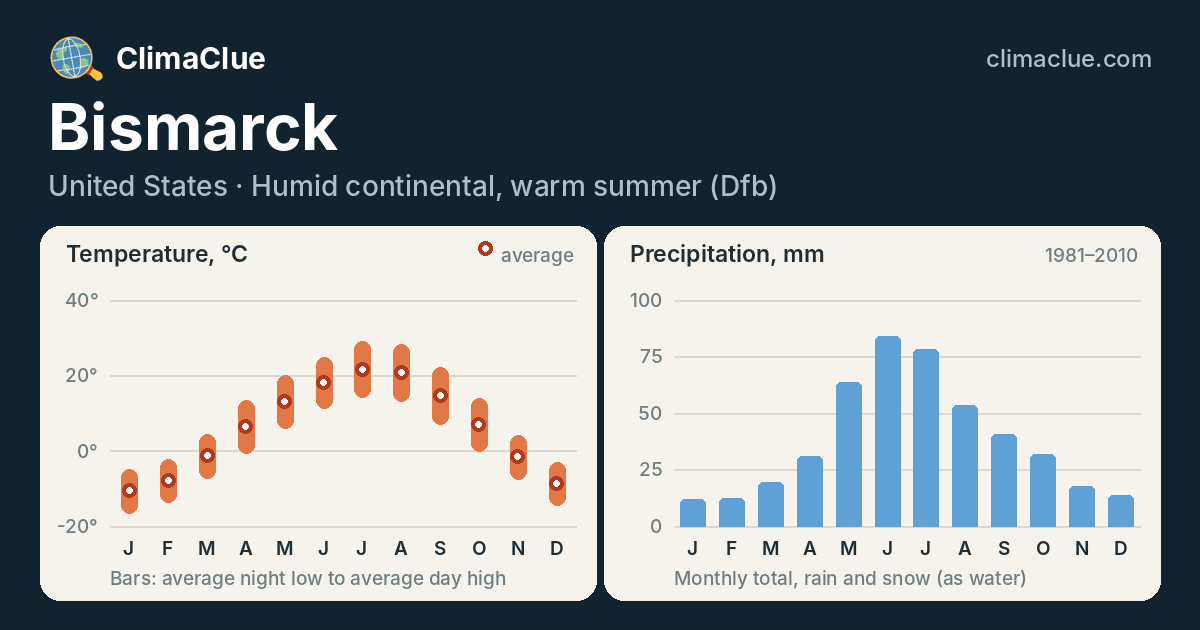 ClimaClue
climaclue.com
Bismarck
United States · Humid continental, warm summer (Dfb)
Temperature, °C
average
40°
20°
0°
-20°
J F M A M J J A S O N D
Bars: average night low to average day high
Precipitation, mm
1981–2010
100
75
50
25
0
J F M A M J J A S O N D
Monthly total, rain and snow (as water)